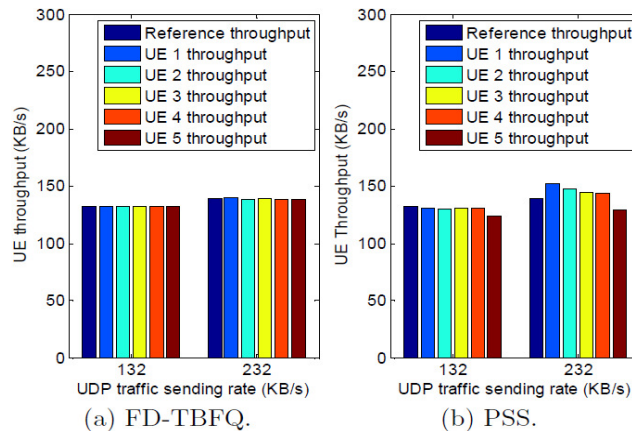 300
250
200
150
100
50
0
UE throughput (KB/s)
Reference throughput
UE 1 throughput
UE 2 throughput
UE 3 throughput
UE 4 throughput
UE 5 throughput
132
232
UDP traffic sending rate (KB/s)
(a) FD-TBFQ.
300
250
200
150
100
50
0
UE Throughput (KB/s)
Reference throughput
UE 1 throughput
UE 2 throughput
UE 3 throughput
UE 4 throughput
UE 5 throughput
132
232
UDP traffic sending rate (KB/s)
(b) PSS.